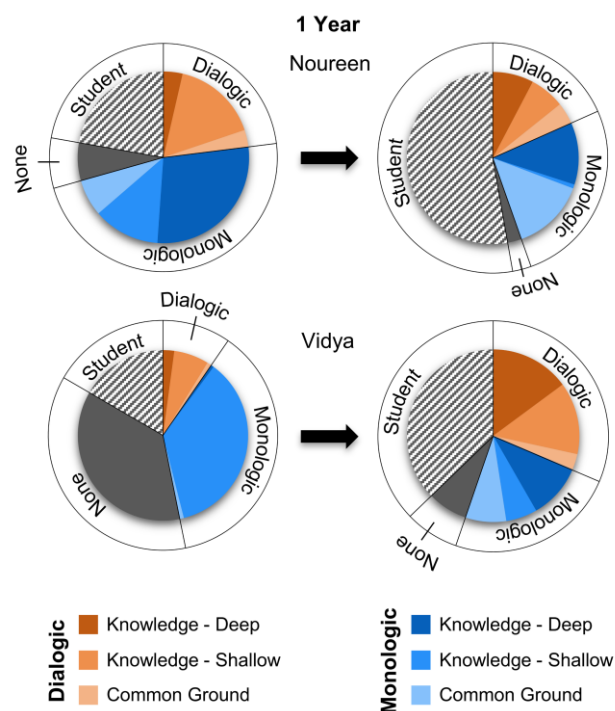 1 Year
Noureen
Student
Dialogic
None
Monologic
Dialogic
Student
Monologic
None
Vidya
Dialogic
Student
Monologic
None
Dialogic
Student
Monologic
None
Dialogic
Knowledge - Deep
Knowledge - Shallow
Common Ground
Monologic
Knowledge - Deep
Knowledge - Shallow
Common Ground